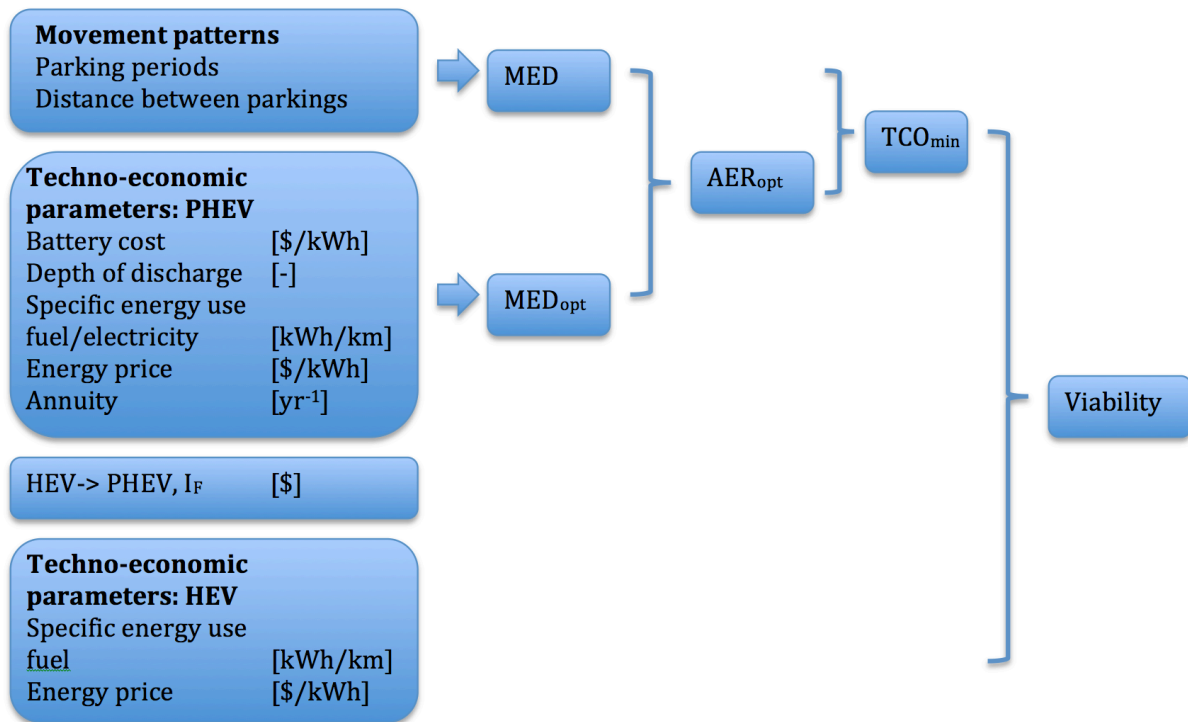 Movement patterns
Parking periods
Distance between parkings
MED
TCOmin
AERopt
Techno-economic
parameters: PHEV
Battery cost [$/kWh]
Depth of discharge [-]
Specific energy use
fuel/electricity [kWh/km]
Energy price [$/kWh]
Annuity [yr-1]
MEDopt
Viability
HEV-> PHEV, IF [$]
Techno-economic
parameters: HEV
Specific energy use
fuel [kWh/km]
Energy price [$/kWh]